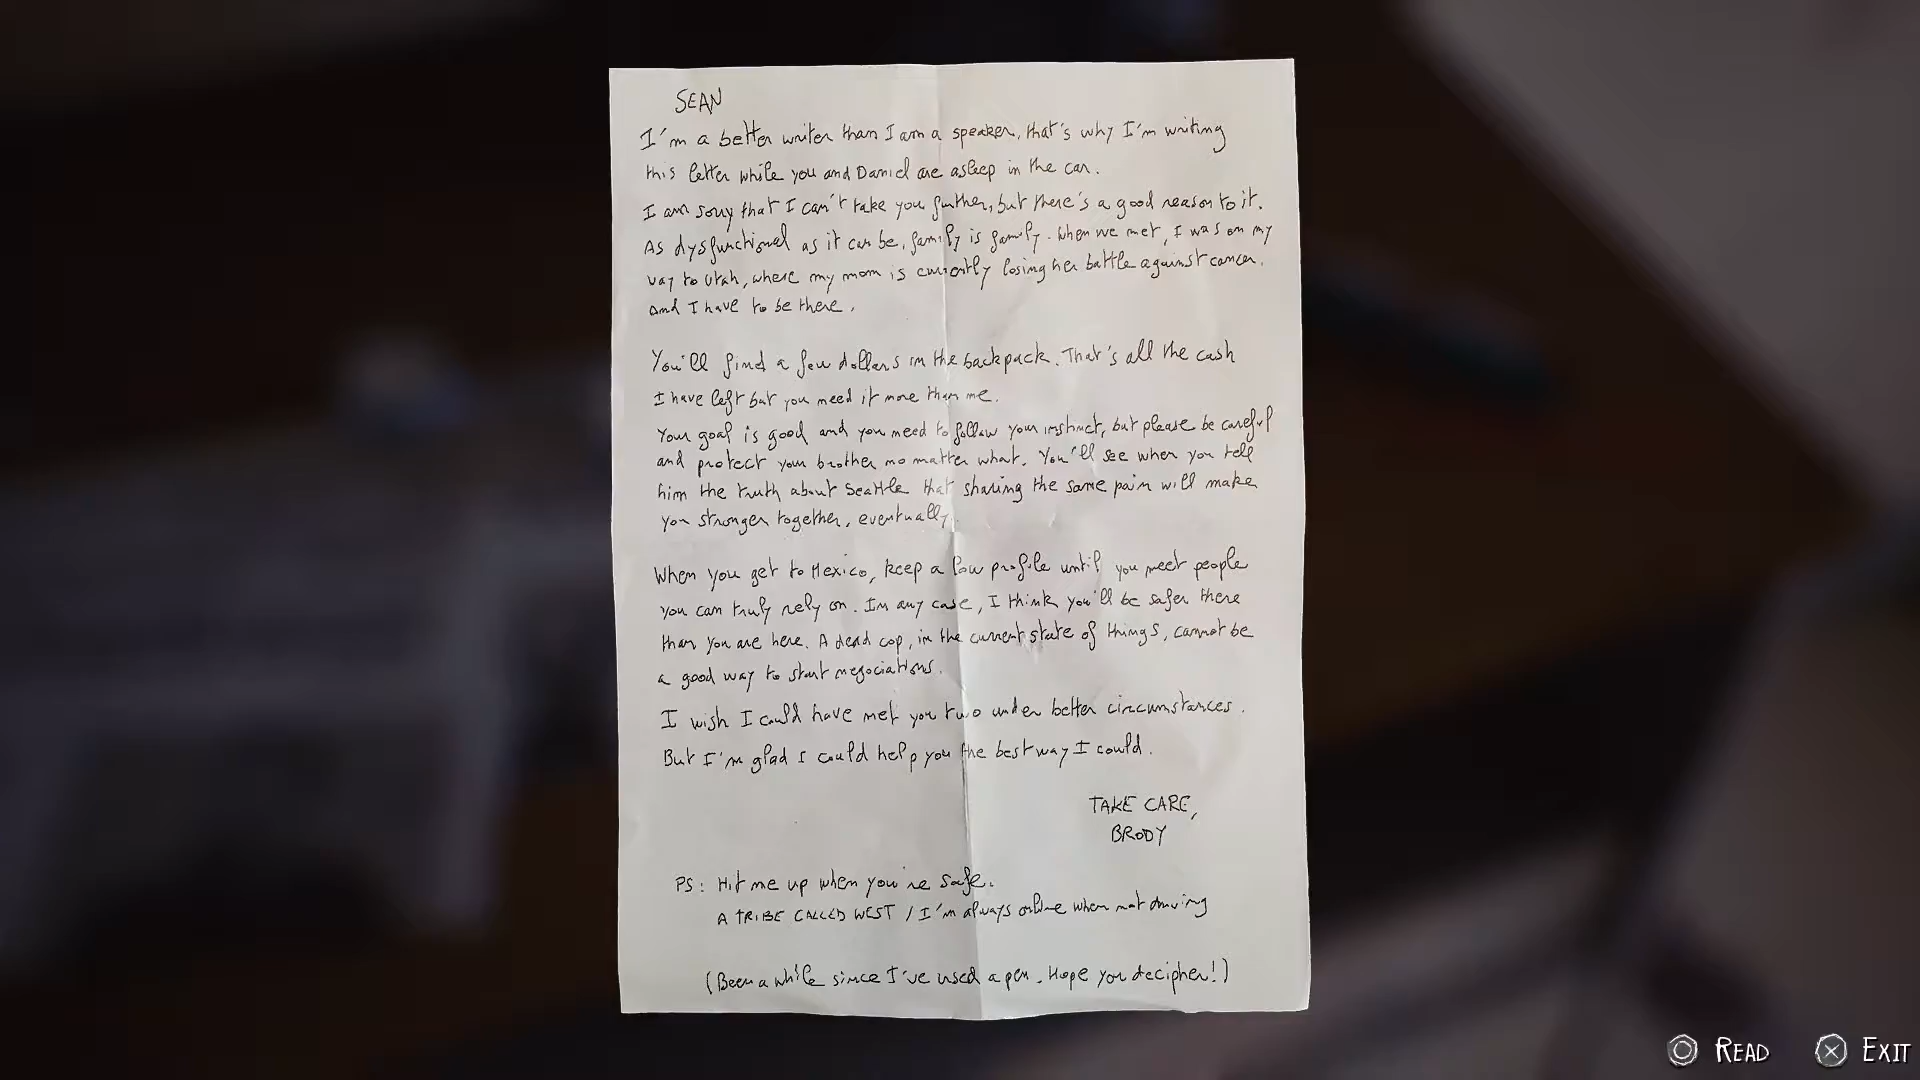 SEAN
I'm a better writer than I am a speaker, that's why I'm writing
this letter while you and Daniel are asleep in the car.
I am sorry that I can't take you further, but there's a good reason to it.
As dysfunctional as it can be, family is family. When we met, I was on my
way to Utah, where my mom is currently losing her battle against cancer.
And I have to be there.
You'll find a few dollars in the backpack. That's all the cash
I have left but you need it more than me.
Your goal is good and you need to follow your instinct, but please be careful
and protect your brother no matter what. You'll see when you tell
him the truth about Seattle that sharing the same pain will make
you stronger together, eventually.
When you get to Mexico, keep a low profile until you meet people
you can truly rely on. In any case, I think you'll be safer there
than you are here. A dead cop, in the current state of things, cannot be
a good way to start negociations.
I wish I could have met you two under better circumstances.
But I'm glad I could help you the best way I could.
TAKE CARE,
BRODY
PS: Hit me up when you're safe.
A TRIBE CALLED WEST / I'm always online when not driving
(Been a while since I've used a pen. Hope you decipher!)
READ EXIT